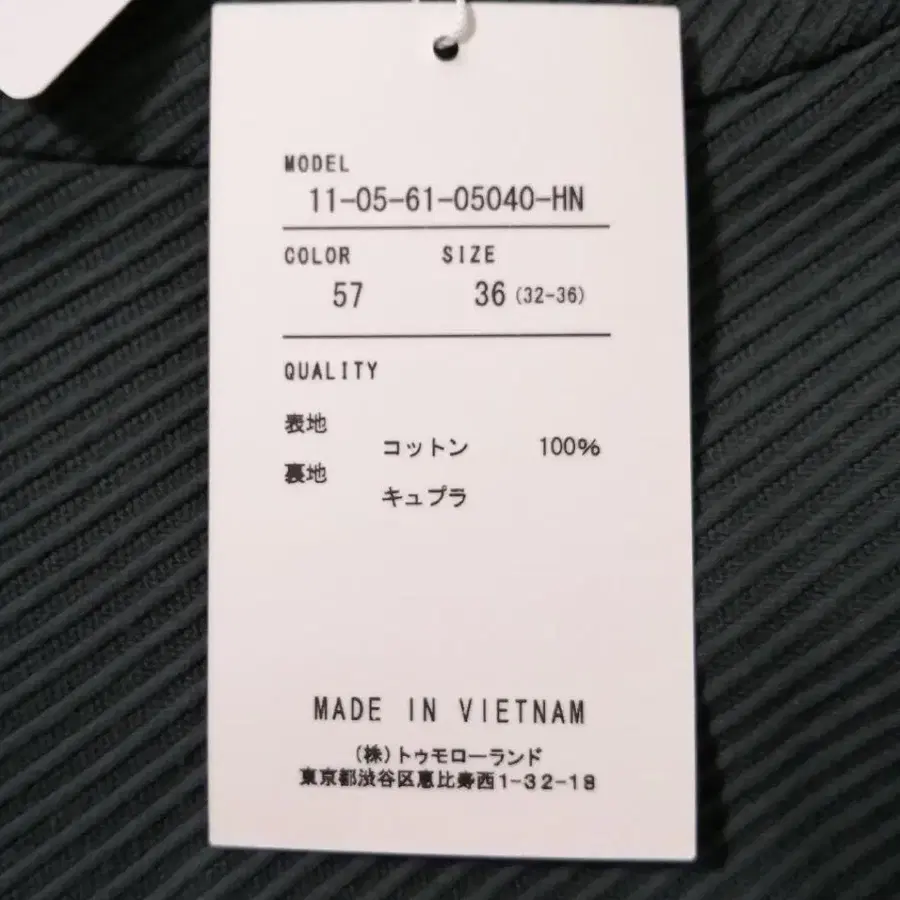 MODEL
11-05-61-05040-HN
COLOR SIZE
57 36 (32-36)
QUALITY
表地
コットン 100%
裏地
キュプラ
MADE IN VIETNAM
(株)トゥモローランド
東京都渋谷区恵比寿西1-32-18